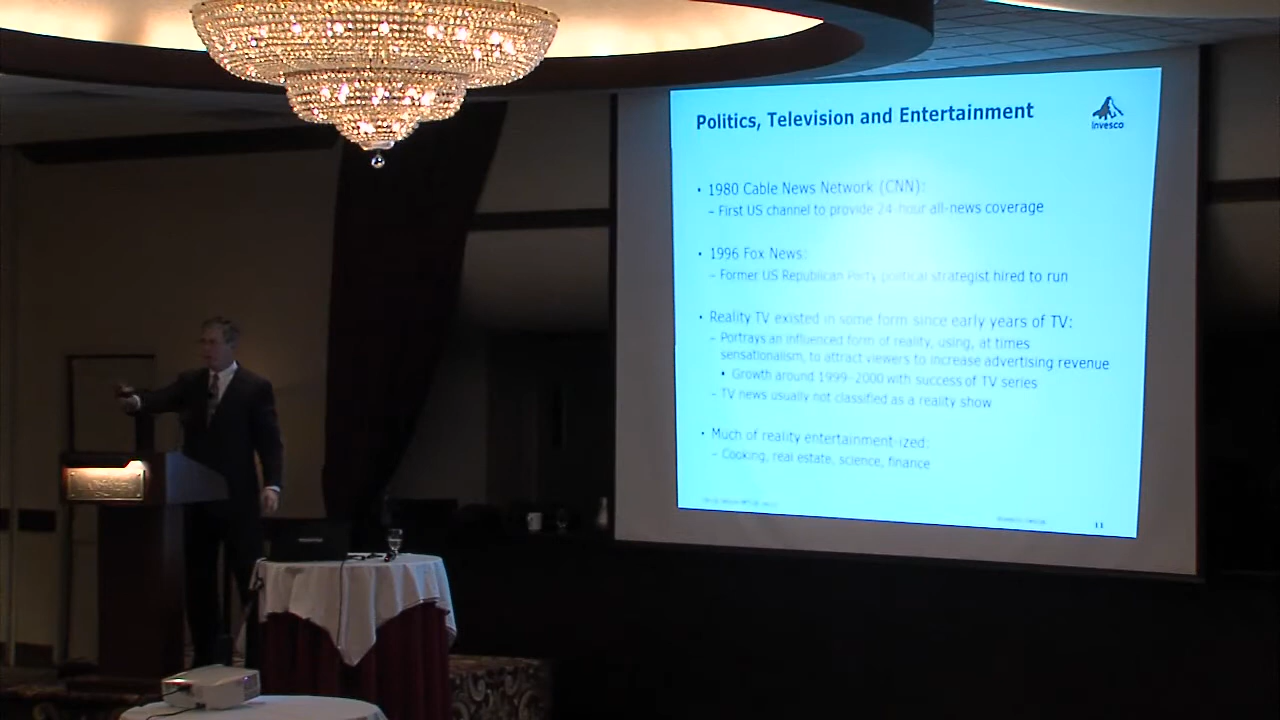 Politics, Television and Entertainment
invesco
• 1980 Cable News Network (CNN):
– First US channel to provide 24-hour all-news coverage
• 1996 Fox News:
– Former US Republican Party political strategist hired to run
• Reality TV existed in some form since early years of TV:
– Portrays an influenced form of reality, using, at times
sensationalism, to attract viewers to increase advertising revenue
• Growth around 1999–2000 with success of TV series
– TV news usually not classified as a reality show
• Much of reality entertainment-ized:
– Cooking, real estate, science, finance
11